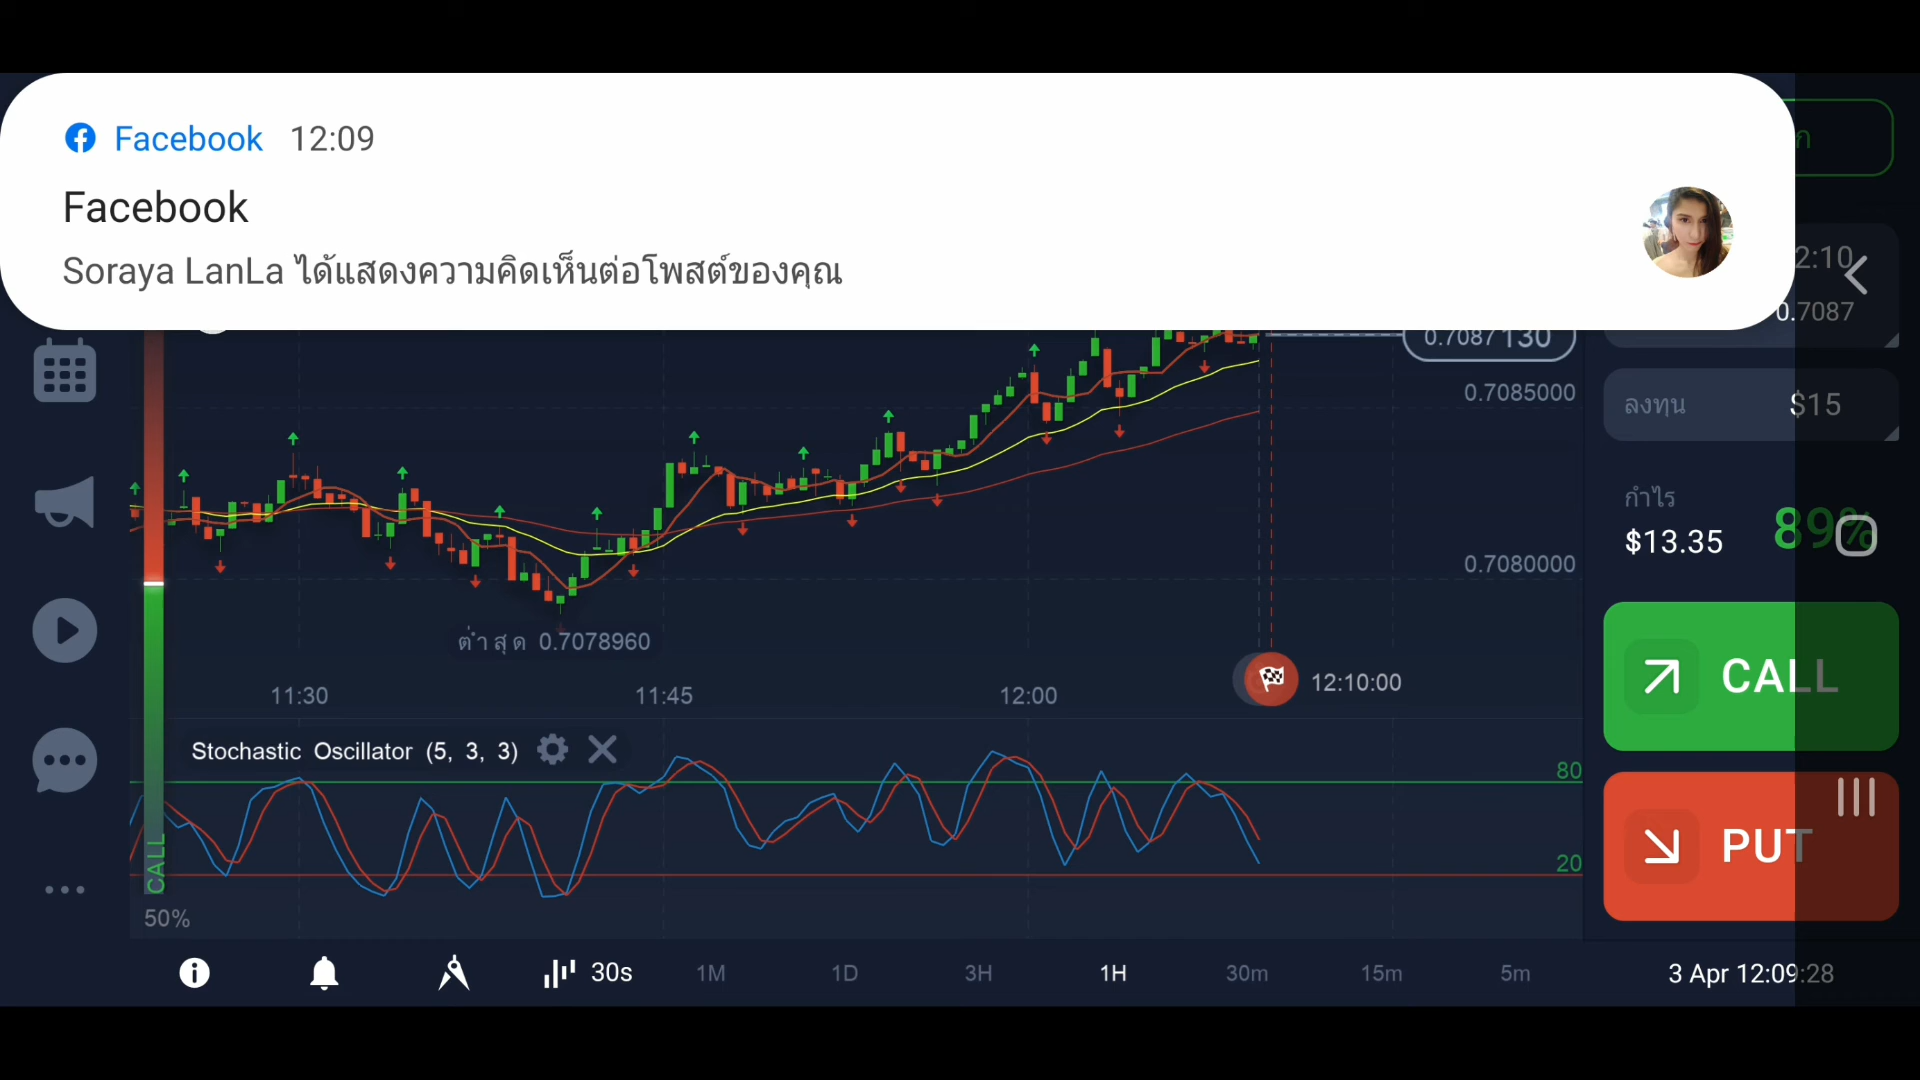 Facebook 12:09
Facebook
Soraya LanLa ได้แสดงความคิดเห็นต่อโพสต์ของคุณ
2:10
0.7087
0.7087130
0.7085000
ลงทุน $15
กำไร
$13.35 89%
0.7080000
ต่ำสุด 0.7078960
CALL
11:30 11:45 12:00 12:10:00
Stochastic Oscillator (5, 3, 3)
80
PUT
20
CALL
50%
30s 1M 1D 3H 1H 30m 15m 5m 3 Apr 12:09:28